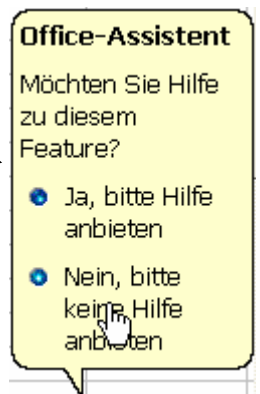 Office-Assistent
Möchten Sie Hilfe
zu diesem
Feature?
Ja, bitte Hilfe
anbieten
Nein, bitte
keine Hilfe
anbieten